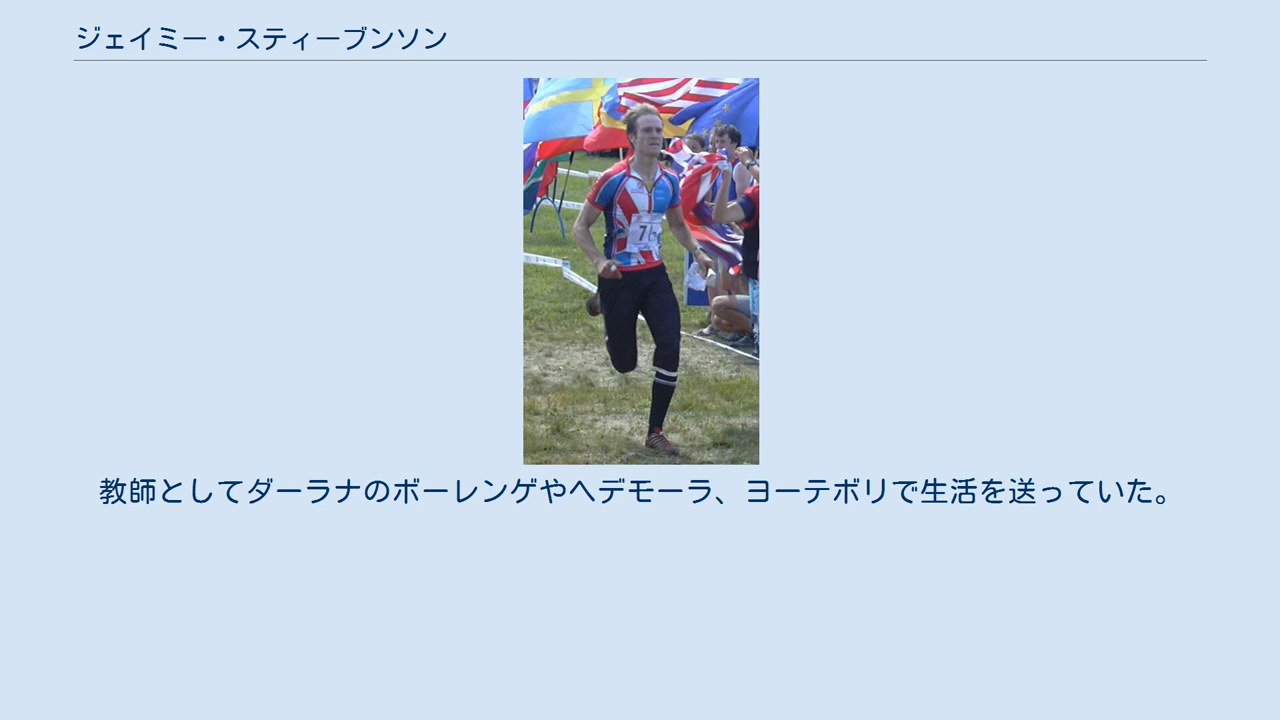 ジェイミー・スティーブンソン
76
教師としてダーラナのボーレンゲやヘデモーラ、ヨーテボリで生活を送っていた。